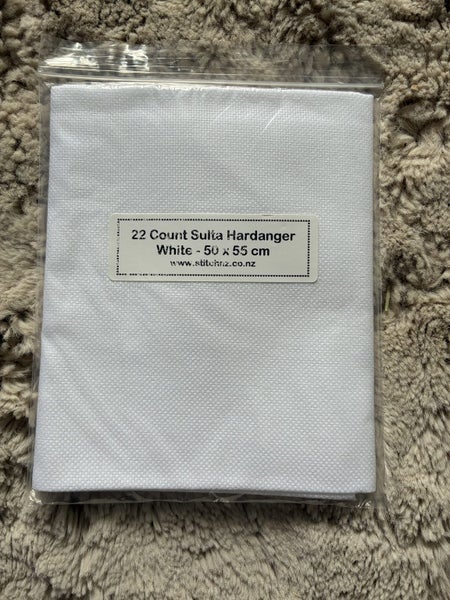 22 Count Sulta Hardanger
White - 50 x 55 cm
www.stitchnz.co.nz